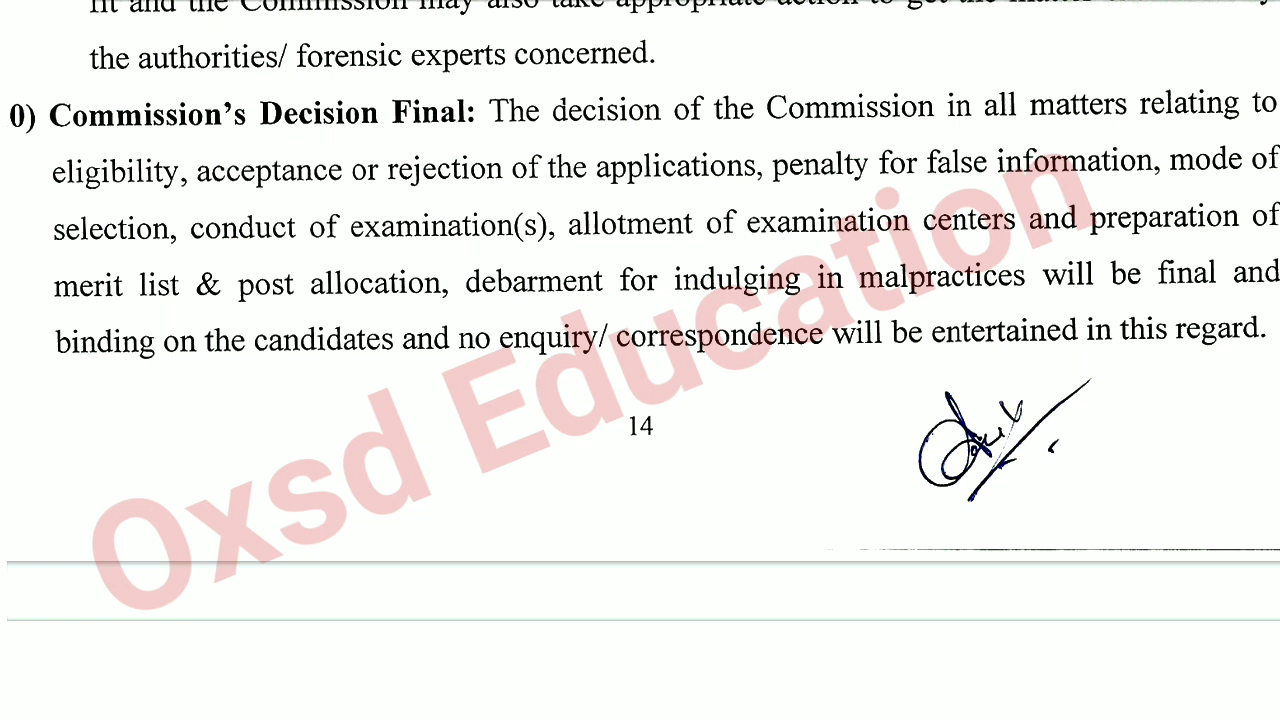 the authorities/ forensic experts concerned.
0) Commission's Decision Final: The decision of the Commission in all matters relating to
eligibility, acceptance or rejection of the applications, penalty for false information, mode of
selection, conduct of examination(s), allotment of examination centers and preparation of
merit list & post allocation, debarment for indulging in malpractices will be final and
binding on the candidates and no enquiry/ correspondence will be entertained in this regard.
14
Oxsd Education